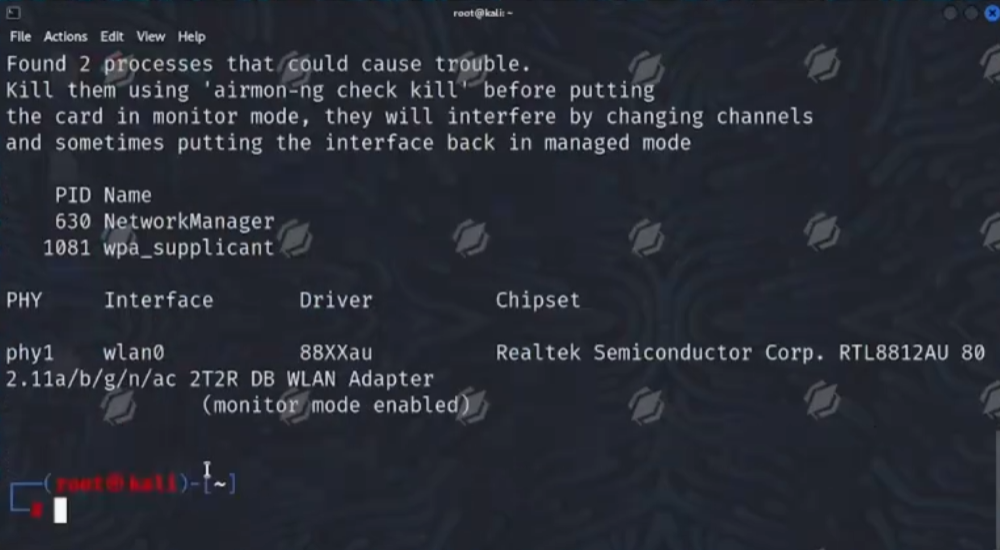 root@kali: ~
File Actions Edit View Help
Found 2 processes that could cause trouble.
Kill them using 'airmon-ng check kill' before putting
the card in monitor mode, they will interfere by changing channels
and sometimes putting the interface back in managed mode
PID Name
630 NetworkManager
1081 wpa_supplicant
PHY Interface Driver Chipset
phy1 wlan0 88XXau Realtek Semiconductor Corp. RTL8812AU 80
2.11a/b/g/n/ac 2T2R DB WLAN Adapter
(monitor mode enabled)
┌──(root㉿kali)-[~]
└─#